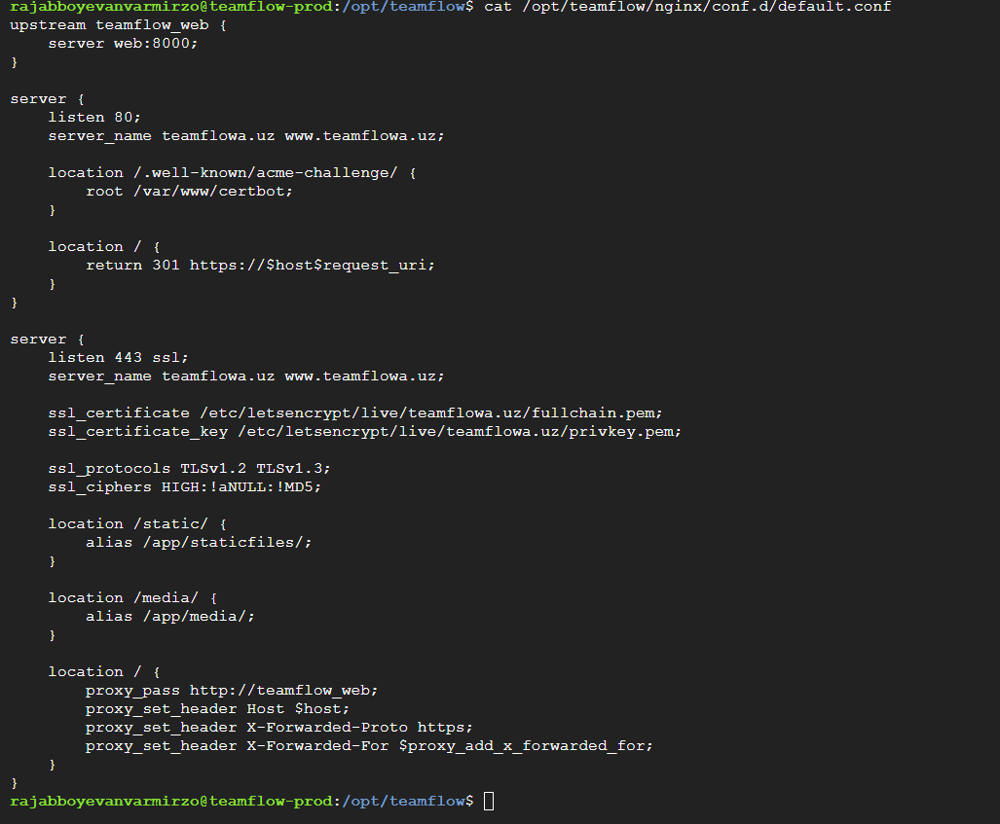 rajabboyevanvarmirzo@teamflow-prod:/opt/teamflow$ cat /opt/teamflow/nginx/conf.d/default.conf
upstream teamflow_web {
    server web:8000;
}

server {
    listen 80;
    server_name teamflowa.uz www.teamflowa.uz;

    location /.well-known/acme-challenge/ {
        root /var/www/certbot;
    }

    location / {
        return 301 https://$host$request_uri;
    }
}

server {
    listen 443 ssl;
    server_name teamflowa.uz www.teamflowa.uz;

    ssl_certificate /etc/letsencrypt/live/teamflowa.uz/fullchain.pem;
    ssl_certificate_key /etc/letsencrypt/live/teamflowa.uz/privkey.pem;

    ssl_protocols TLSv1.2 TLSv1.3;
    ssl_ciphers HIGH:!aNULL:!MD5;

    location /static/ {
        alias /app/staticfiles/;
    }

    location /media/ {
        alias /app/media/;
    }

    location / {
        proxy_pass http://teamflow_web;
        proxy_set_header Host $host;
        proxy_set_header X-Forwarded-Proto https;
        proxy_set_header X-Forwarded-For $proxy_add_x_forwarded_for;
    }
}
rajabboyevanvarmirzo@teamflow-prod:/opt/teamflow$